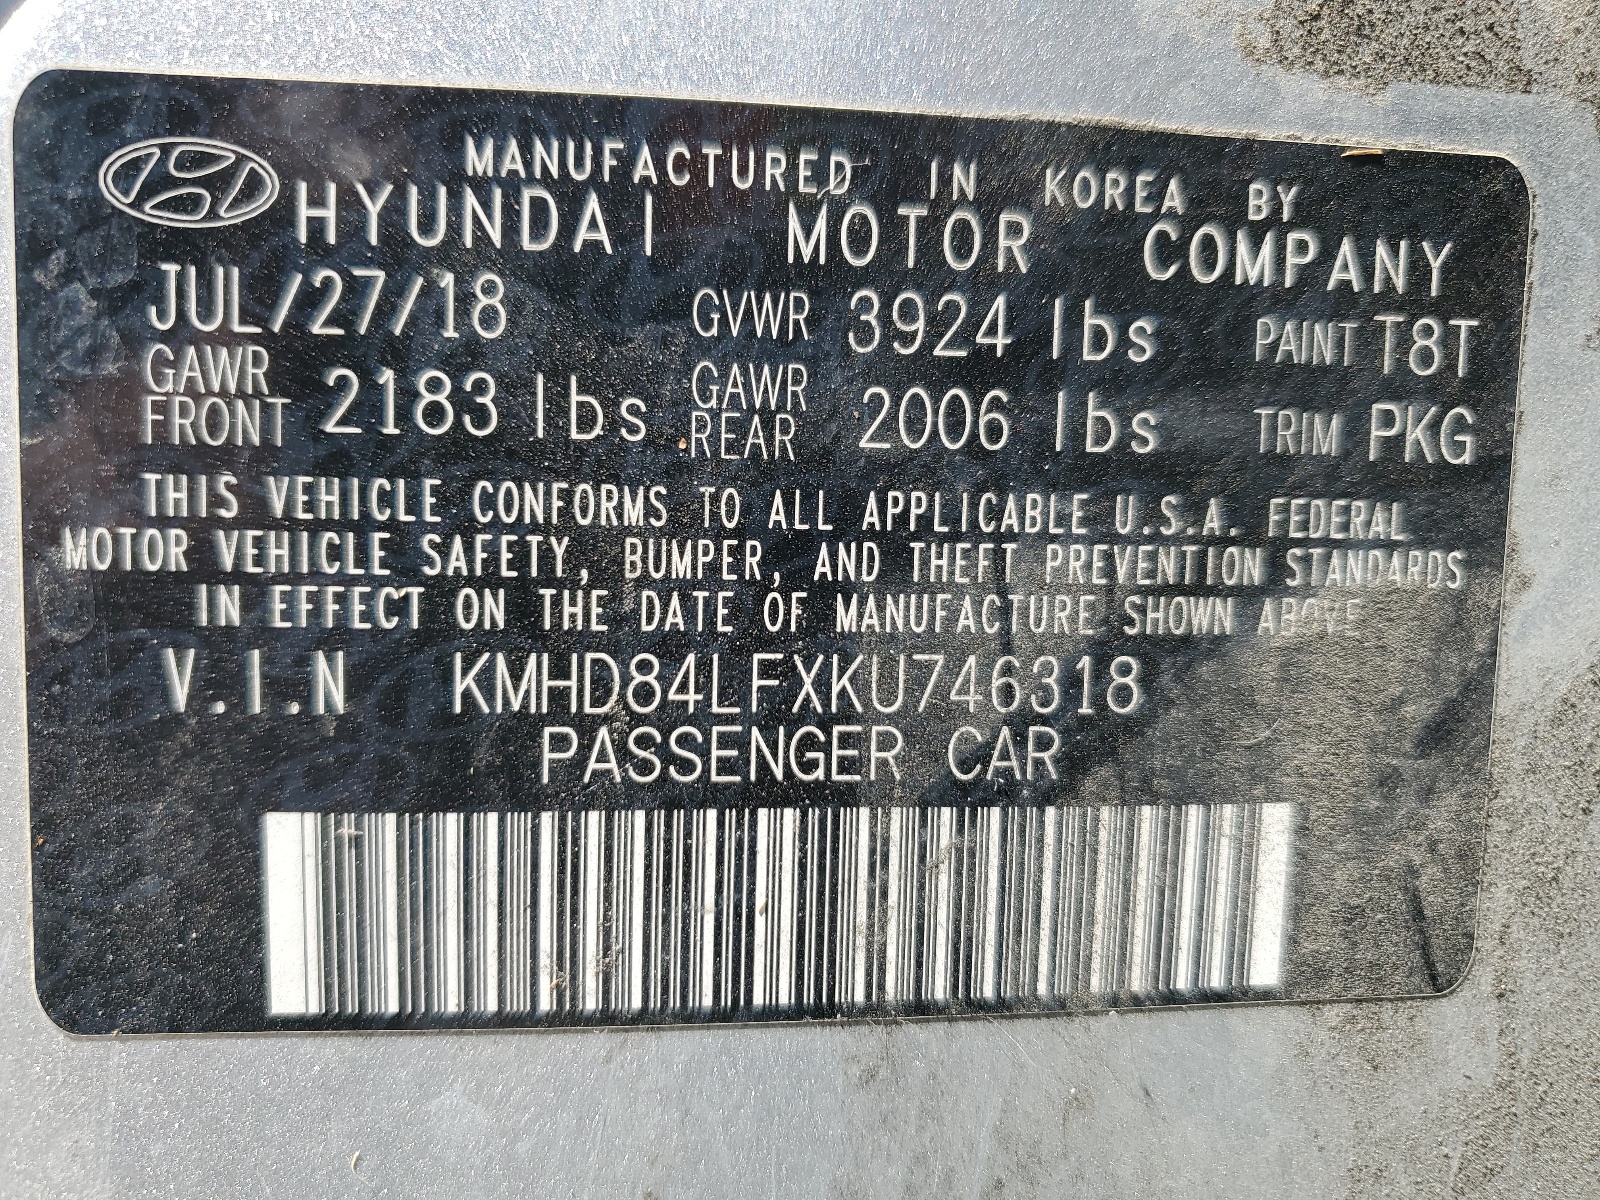 MANUFACTURED IN KOREA BY
HYUNDAI MOTOR COMPANY
JUL/27/18 GVWR 3924 lbs PAINT T8T
GAWR FRONT 2183 lbs GAWR REAR 2006 lbs TRIM PKG
THIS VEHICLE CONFORMS TO ALL APPLICABLE U.S.A. FEDERAL
MOTOR VEHICLE SAFETY, BUMPER, AND THEFT PREVENTION STANDARDS
IN EFFECT ON THE DATE OF MANUFACTURE SHOWN ABOVE
V.I.N KMHD84LFXKU746318
PASSENGER CAR